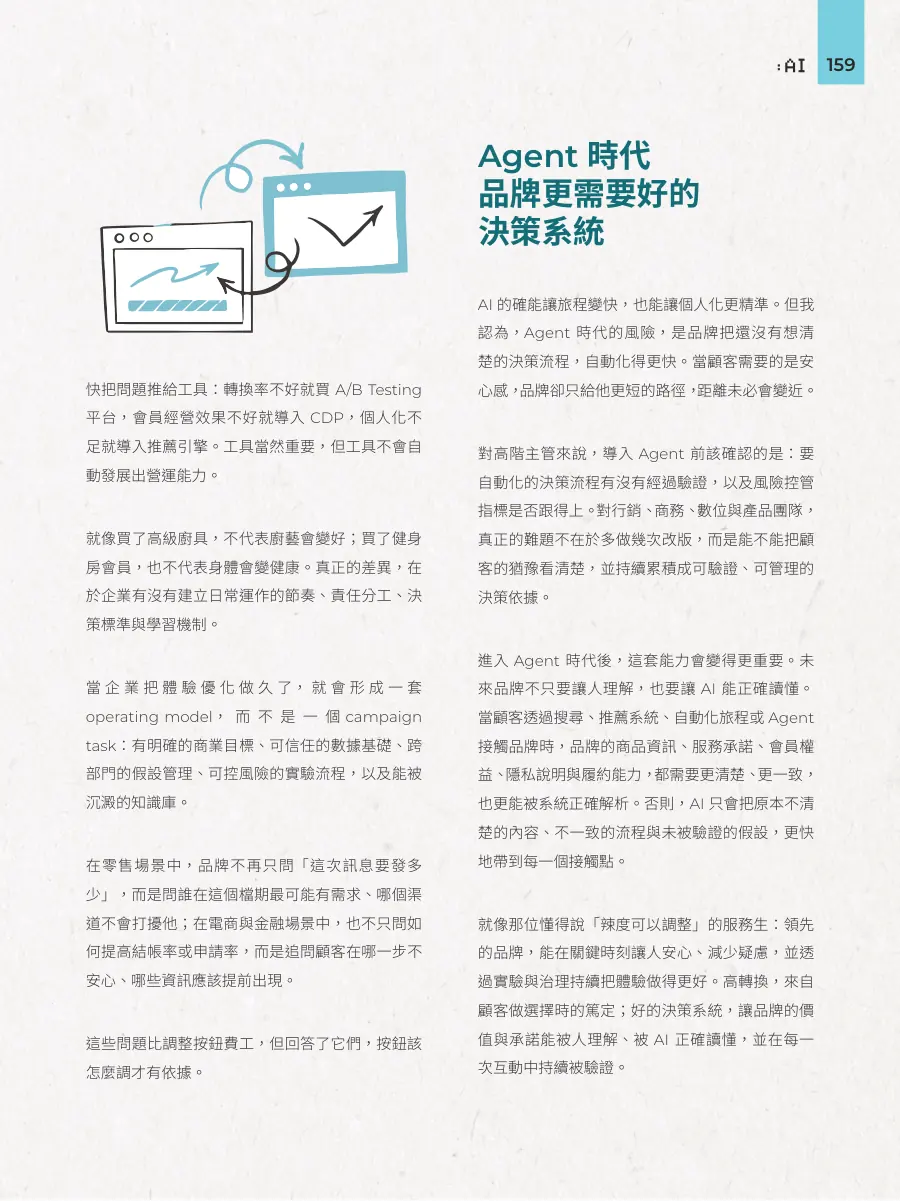 :AI 159
快把問題推給工具：轉換率不好就買 A/B Testing
平台，會員經營效果不好就導入 CDP，個人化不
足就導入推薦引擎。工具當然重要，但工具不會自
動發展出營運能力。
就像買了高級廚具，不代表廚藝會變好；買了健身
房會員，也不代表身體會變健康。真正的差異，在
於企業有沒有建立日常運作的節奏、責任分工、決
策標準與學習機制。
當企業把體驗優化做久了，就會形成一套
operating model，而不是一個 campaign
task：有明確的商業目標、可信任的數據基礎、跨
部門的假設管理、可控風險的實驗流程，以及能被
沉澱的知識庫。
在零售場景中，品牌不再只問「這次訊息要發多
少」，而是問誰在這個檔期最可能有需求、哪個渠
道不會打擾他；在電商與金融場景中，也不只問如
何提高結帳率或申請率，而是追問顧客在哪一步不
安心、哪些資訊應該提前出現。
這些問題比調整按鈕費工，但回答了它們，按鈕該
怎麼調才有依據。
Agent 時代
品牌更需要好的
決策系統
AI 的確能讓旅程變快，也能讓個人化更精準。但我
認為，Agent 時代的風險，是品牌把還沒有想清
楚的決策流程，自動化得更快。當顧客需要的是安
心感，品牌卻只給他更短的路徑，距離未必會變近。
對高階主管來說，導入 Agent 前該確認的是：要
自動化的決策流程有沒有經過驗證，以及風險控管
指標是否跟得上。對行銷、商務、數位與產品團隊，
真正的難題不在於多做幾次改版，而是能不能把顧
客的猶豫看清楚，並持續累積成可驗證、可管理的
決策依據。
進入 Agent 時代後，這套能力會變得更重要。未
來品牌不只要讓人理解，也要讓 AI 能正確讀懂。
當顧客透過搜尋、推薦系統、自動化旅程或 Agent
接觸品牌時，品牌的商品資訊、服務承諾、會員權
益、隱私說明與履約能力，都需要更清楚、更一致，
也更能被系統正確解析。否則，AI 只會把原本不清
楚的內容、不一致的流程與未被驗證的假設，更快
地帶到每一個接觸點。
就像那位懂得說「辣度可以調整」的服務生：領先
的品牌，能在關鍵時刻讓人安心、減少疑慮，並透
過實驗與治理持續把體驗做得更好。高轉換，來自
顧客做選擇時的篤定；好的決策系統，讓品牌的價
值與承諾能被人理解、被 AI 正確讀懂，並在每一
次互動中持續被驗證。